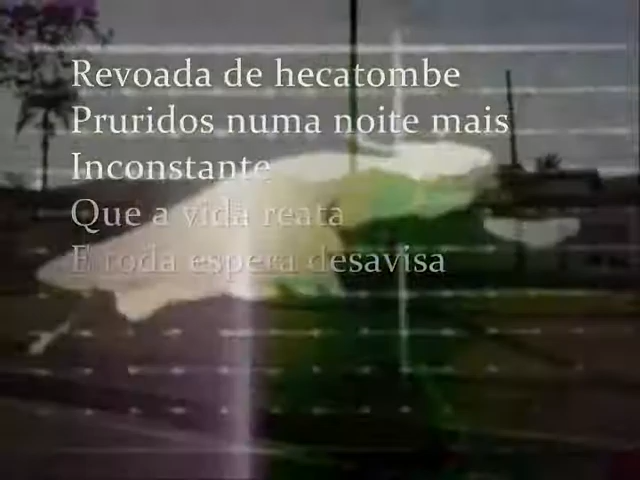 Revoada de hecatombe
Pruridos numa noite mais
Inconstante
Que a vida reata
E toda espera desavisa